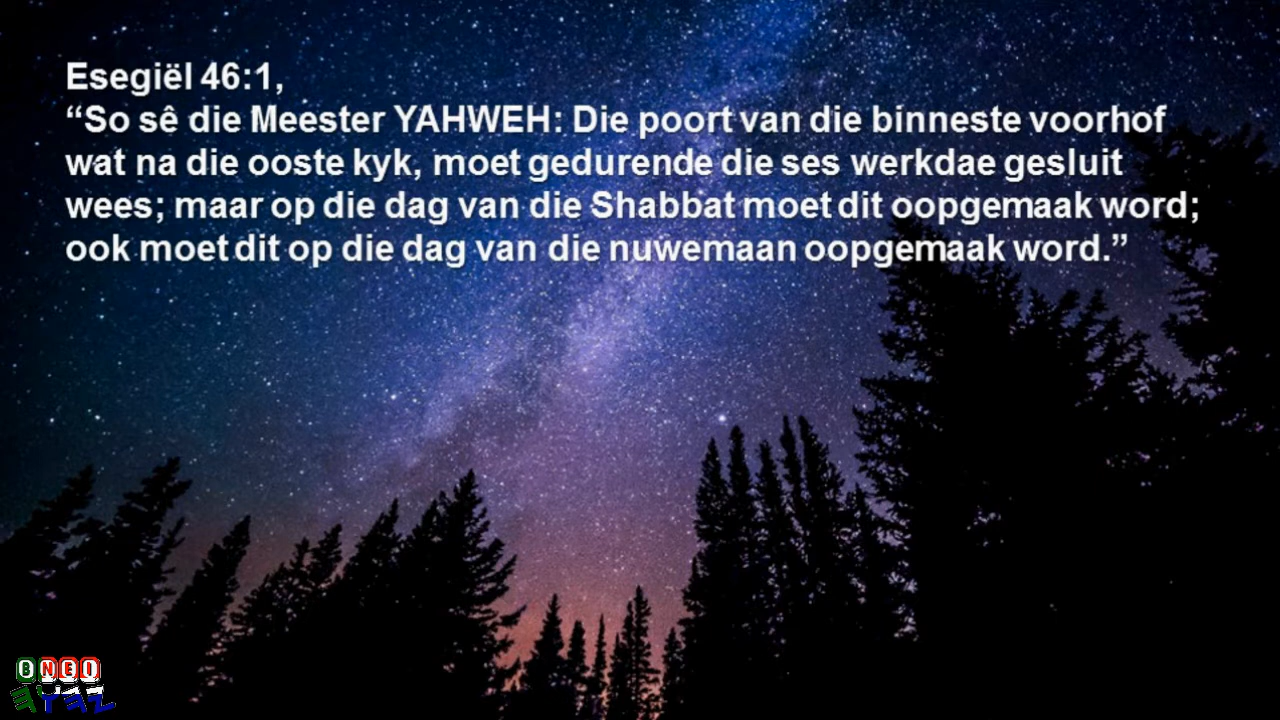 Esegiël 46:1,
“So sê die Meester YAHWEH: Die poort van die binneste voorhof
wat na die ooste kyk, moet gedurende die ses werkdae gesluit
wees; maar op die dag van die Shabbat moet dit oopgemaak word;
ook moet dit op die dag van die nuwemaan oopgemaak word.”
BNEI